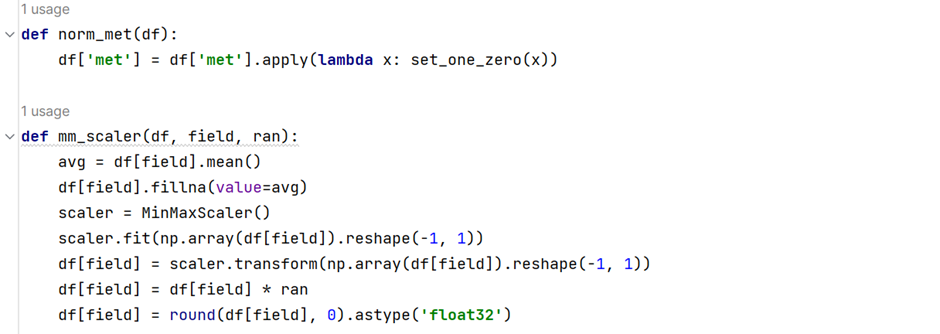 1 usage
def norm_met(df):
    df['met'] = df['met'].apply(lambda x: set_one_zero(x))
1 usage
def mm_scaler(df, field, ran):
    avg = df[field].mean()
    df[field].fillna(value=avg)
    scaler = MinMaxScaler()
    scaler.fit(np.array(df[field]).reshape(-1, 1))
    df[field] = scaler.transform(np.array(df[field]).reshape(-1, 1))
    df[field] = df[field] * ran
    df[field] = round(df[field], 0).astype('float32')